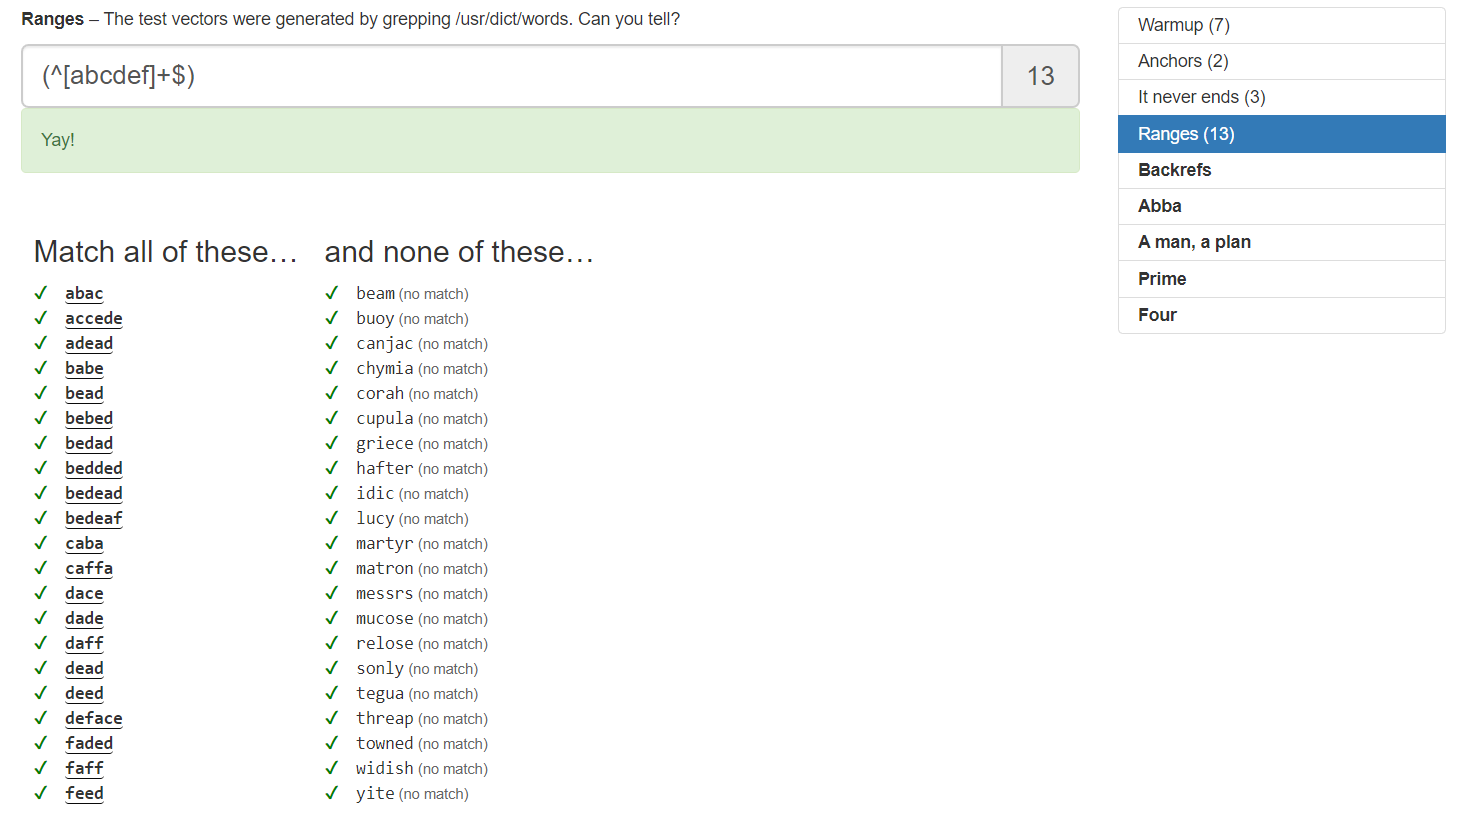 Ranges – The test vectors were generated by grepping /usr/dict/words. Can you tell?
(^[abcdef]+$)
13
Yay!
Match all of these…
✓ abac
✓ accede
✓ adead
✓ babe
✓ bead
✓ bebed
✓ bedad
✓ bedded
✓ bedead
✓ bedeaf
✓ caba
✓ caffa
✓ dace
✓ dade
✓ daff
✓ dead
✓ deed
✓ deface
✓ faded
✓ faff
✓ feed
and none of these…
✓ beam (no match)
✓ buoy (no match)
✓ canjac (no match)
✓ chymia (no match)
✓ corah (no match)
✓ cupula (no match)
✓ griece (no match)
✓ hafter (no match)
✓ idic (no match)
✓ lucy (no match)
✓ martyr (no match)
✓ matron (no match)
✓ messrs (no match)
✓ mucose (no match)
✓ relose (no match)
✓ sonly (no match)
✓ tegua (no match)
✓ threap (no match)
✓ towned (no match)
✓ widish (no match)
✓ yite (no match)
Warmup (7)
Anchors (2)
It never ends (3)
Ranges (13)
Backrefs
Abba
A man, a plan
Prime
Four